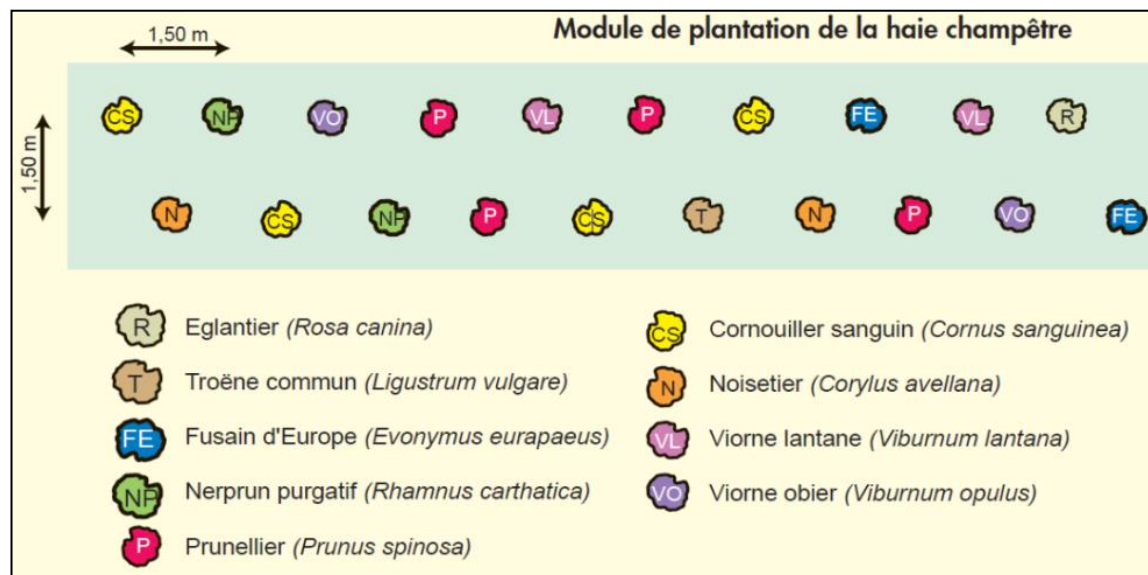 1,50 m
Module de plantation de la haie champêtre
CS NP VO P VL P CS FE VL R
1,50 m
N CS NP P CS T N P VO FE
R Eglantier (Rosa canina)
T Troëne commun (Ligustrum vulgare)
FE Fusain d'Europe (Evonymus eurapaeus)
NP Nerprun purgatif (Rhamnus carthatica)
P Prunellier (Prunus spinosa)
CS Cornouiller sanguin (Cornus sanguinea)
N Noisetier (Corylus avellana)
VL Viorne lantane (Viburnum lantana)
VO Viorne obier (Viburnum opulus)